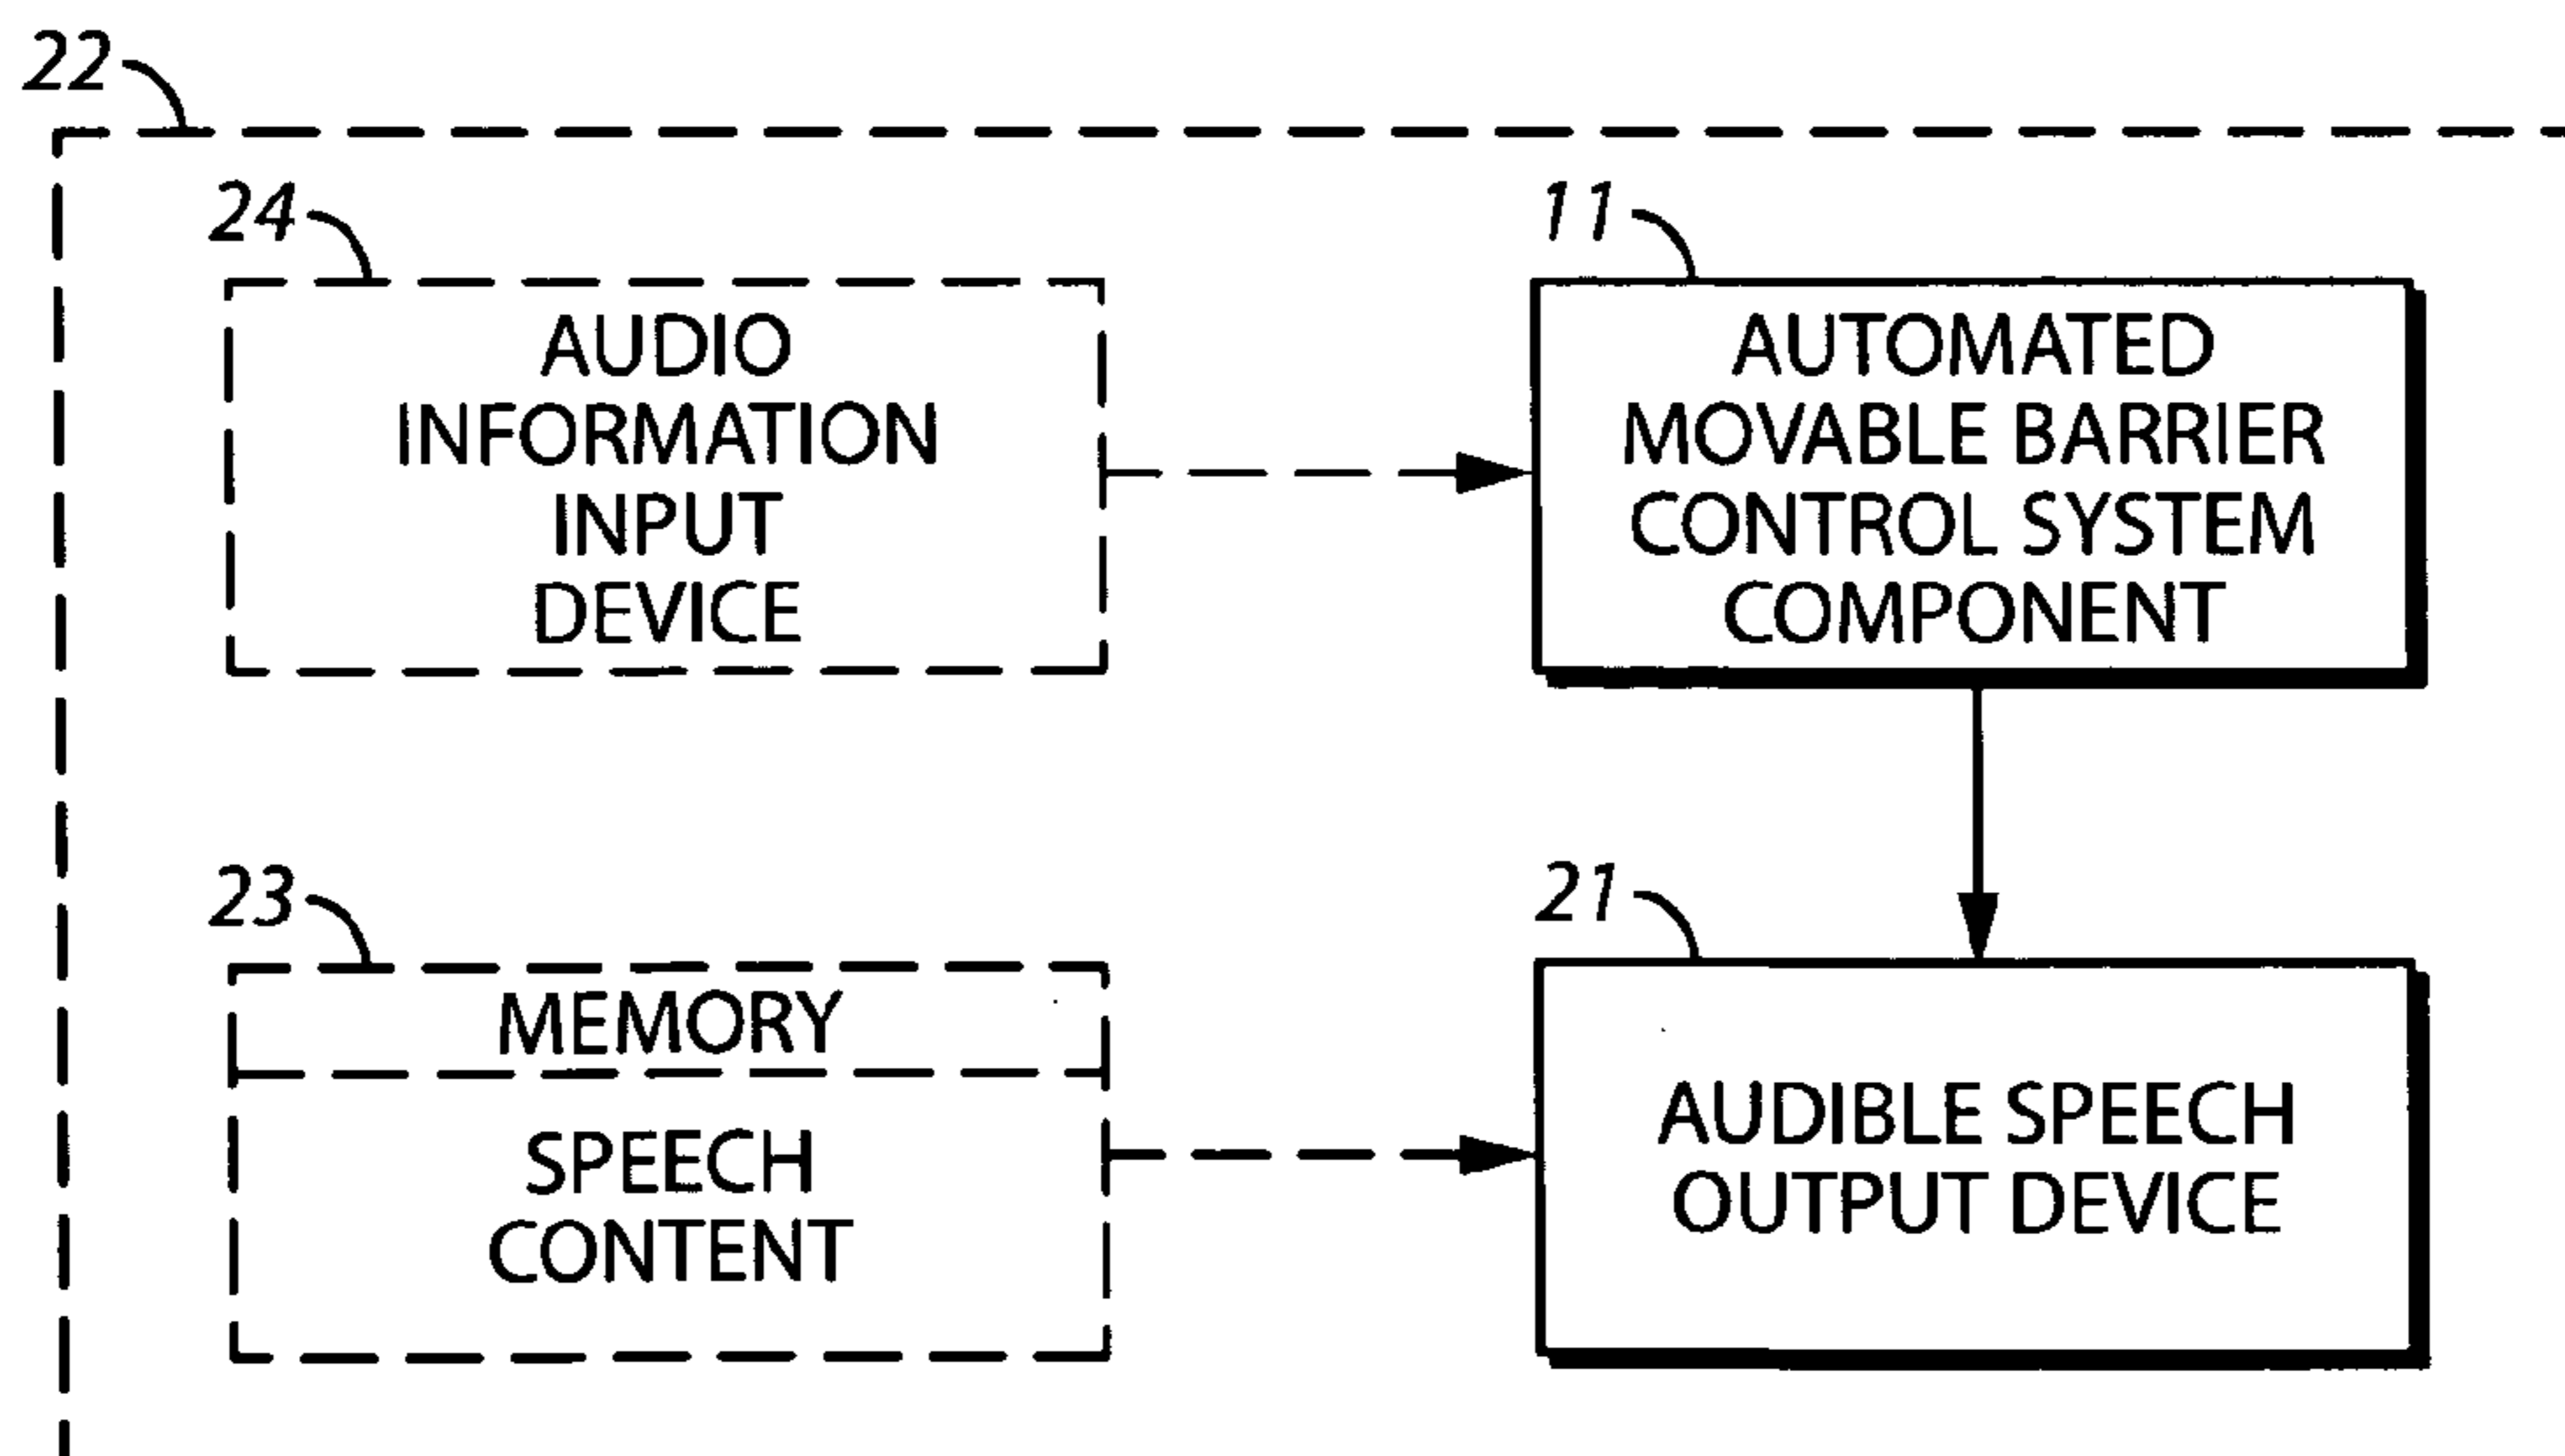 22
24
AUDIO
INFORMATION
INPUT
DEVICE
11
AUTOMATED
MOVABLE BARRIER
CONTROL SYSTEM
COMPONENT
23
MEMORY
SPEECH
CONTENT
21
AUDIBLE SPEECH
OUTPUT DEVICE